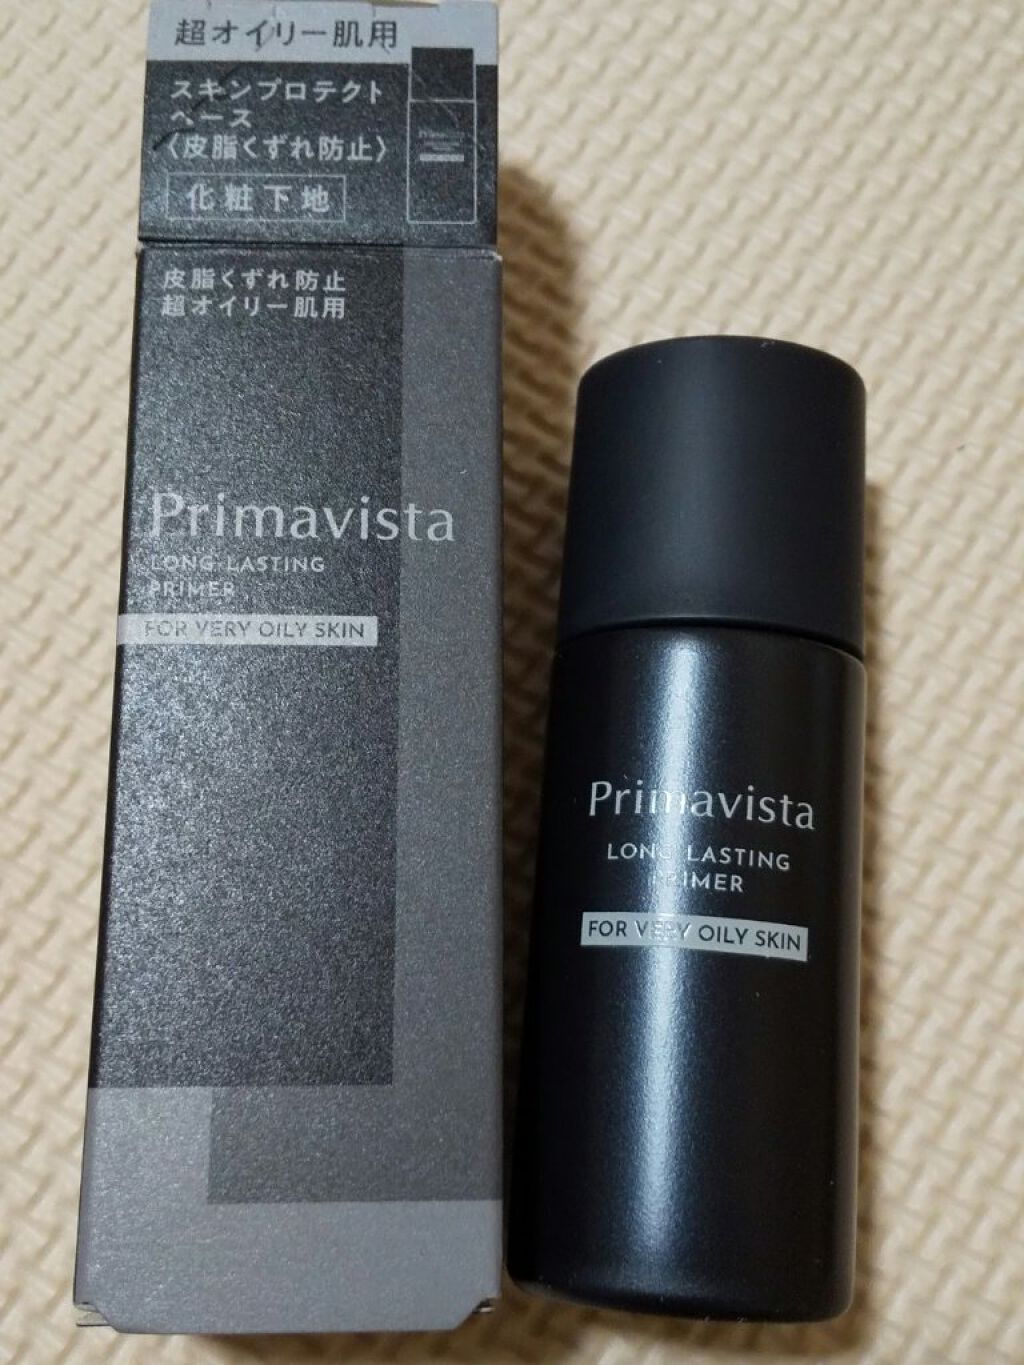 超オイリー肌用
スキンプロテクト
ベース
〈皮脂くずれ防止〉
化粧下地
皮脂くずれ防止
超オイリー肌用
Primavista
LONG-LASTING
PRIMER
FOR VERY OILY SKIN
Primavista
LONG-LASTING
PRIMER
FOR VERY OILY SKIN